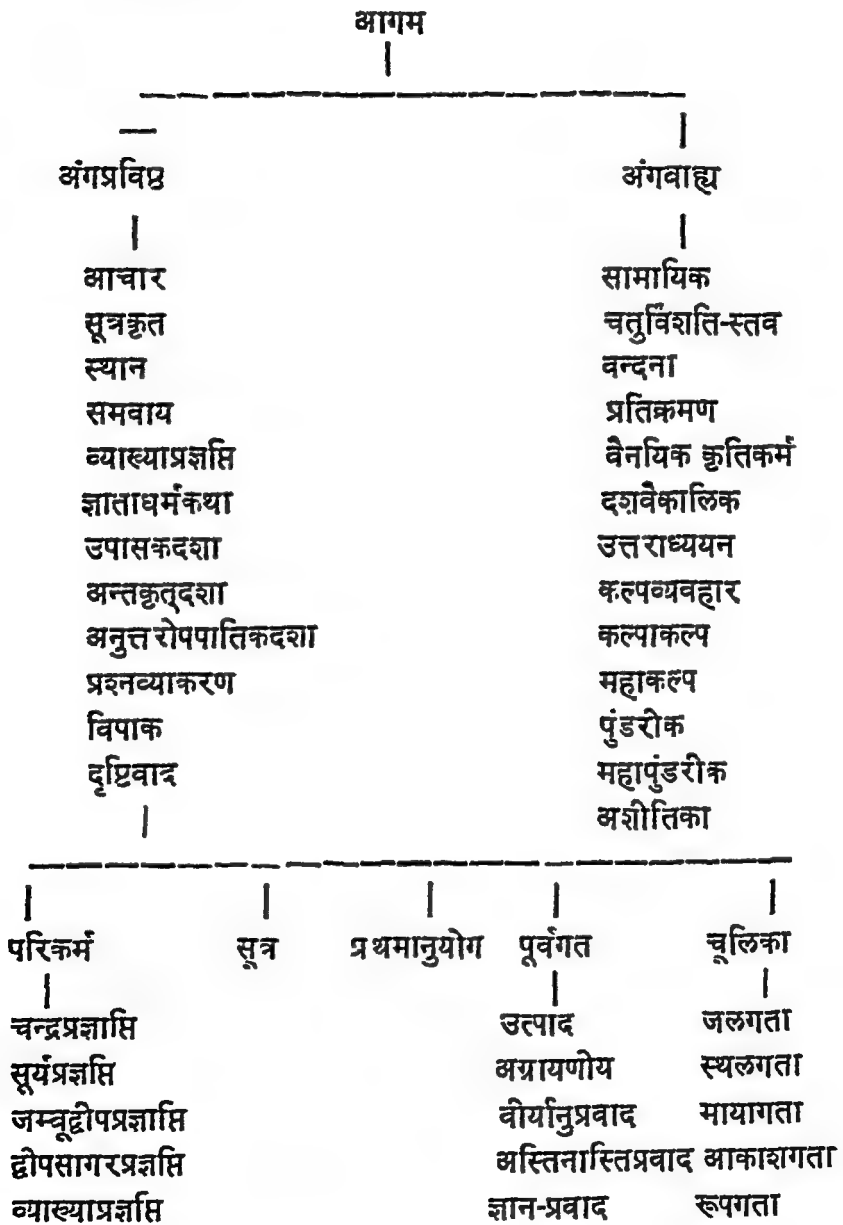 आगम
अंगप्रविष्ठ अंगवाह्य
आचार सामायिक
सूत्रकृत चतुर्विशति-स्तव
स्थान वन्दना
समवाय प्रतिक्रमण
व्याख्याप्रज्ञप्ति वैनयिक कृतिकर्म
ज्ञाताधर्मकथा दशवैकालिक
उपासकदशा उत्तराध्ययन
अन्तकृत्दशा कल्पव्यवहार
अनुत्तरोपपातिकदशा कल्पाकल्प
प्रश्नव्याकरण महाकल्प
विपाक पुंडरीक
दृष्टिवाद महापुंडरीक
अशीतिका
परिकर्म सूत्र प्रथमानुयोग पूर्वगत चूलिका
चन्द्रप्रज्ञाप्ति उत्पाद जलगता
सूर्यप्रज्ञप्ति अग्रायणीय स्थलगता
जम्वूद्वीपप्रज्ञाप्ति वीर्यानुप्रवाद मायागता
द्वीपसागरप्रज्ञप्ति अस्तिनास्तिप्रवाद आकाशगता
व्याख्याप्रज्ञप्ति ज्ञान-प्रवाद रूपगता